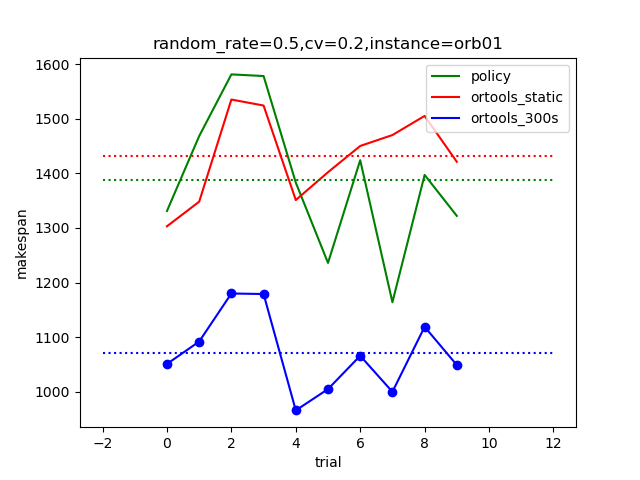 random_rate=0.5,cv=0.2,instance=orb01
policy
ortools_static
ortools_300s
makespan
1600
1500
1400
1300
1200
1100
1000
−2 0 2 4 6 8 10 12
trial